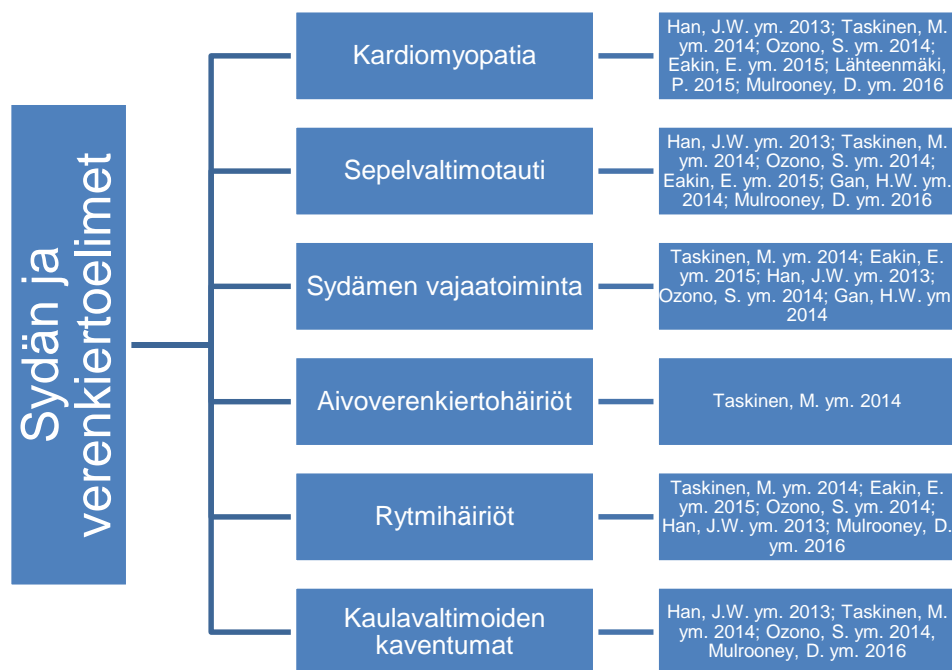 Sydän ja
verenkiertoelimet
Kardiomyopatia
Han, J.W. ym. 2013; Taskinen, M.
ym. 2014; Ozono, S. ym. 2014;
Eakin, E. ym. 2015; Lähteenmäki,
P. 2015; Mulrooney, D. ym. 2016
Sepelvaltimotauti
Han, J.W. ym. 2013; Taskinen, M.
ym. 2014; Ozono, S. ym. 2014;
Eakin, E. ym. 2015; Gan, H.W. ym.
2014; Mulrooney, D. ym. 2016
Sydämen vajaatoiminta
Taskinen, M. ym. 2014; Eakin, E.
ym. 2015; Han, J.W. ym. 2013;
Ozono, S. ym. 2014; Gan, H.W. ym
2014
Aivoverenkiertohäiriöt
Taskinen, M. ym. 2014
Rytmihäiriöt
Taskinen, M. ym. 2014; Eakin, E.
ym. 2015; Ozono, S. ym. 2014;
Han, J.W. ym. 2013; Mulrooney, D.
ym. 2016
Kaulavaltimoiden
kaventumat
Han, J.W. ym. 2013; Taskinen, M.
ym. 2014; Ozono, S. ym. 2014,
Mulrooney, D. ym. 2016